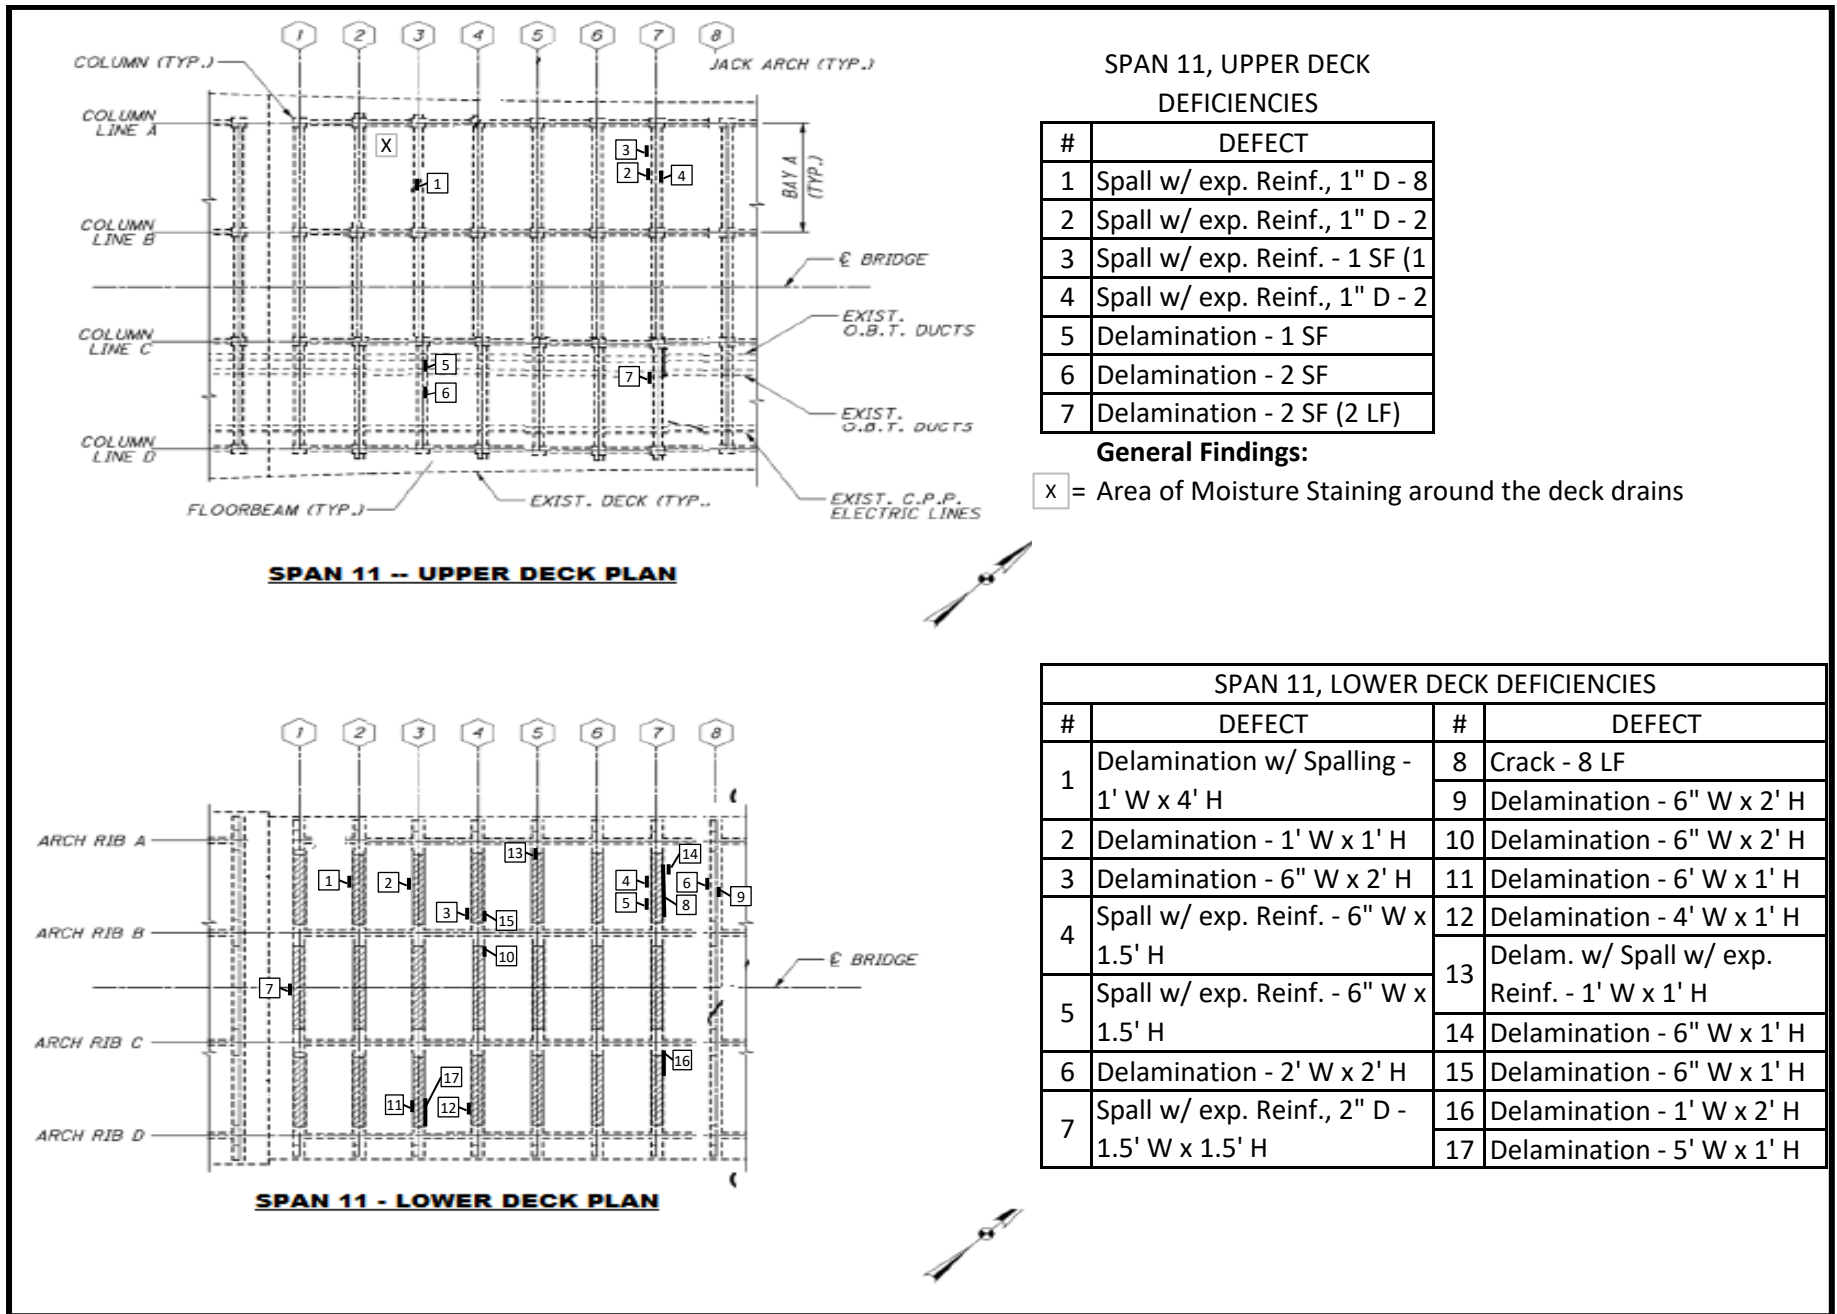 1 2 3 4 5 6 7 8
COLUMN (TYP.)
JACK ARCH (TYP.)
COLUMN
LINE A
X
3
2
4
1
BAY A
(TYP.)
COLUMN
LINE B
℄ BRIDGE
EXIST.
O.B.T. DUCTS
COLUMN
LINE C
5
7
6
EXIST.
O.B.T. DUCTS
COLUMN
LINE D
FLOORBEAM (TYP.)
EXIST. DECK (TYP..
EXIST. C.P.P.
ELECTRIC LINES
SPAN 11 -- UPPER DECK PLAN
SPAN 11, UPPER DECK
DEFICIENCIES
# DEFECT
1 Spall w/ exp. Reinf., 1" D - 8
2 Spall w/ exp. Reinf., 1" D - 2
3 Spall w/ exp. Reinf. - 1 SF (1
4 Spall w/ exp. Reinf., 1" D - 2
5 Delamination - 1 SF
6 Delamination - 2 SF
7 Delamination - 2 SF (2 LF)
General Findings:
X = Area of Moisture Staining around the deck drains
1 2 3 4 5 6 7 8
ARCH RIB A
13
14
1
2
4
6
9
3
15
5
8
ARCH RIB B
10
7
℄ BRIDGE
ARCH RIB C
16
17
11
12
ARCH RIB D
SPAN 11 - LOWER DECK PLAN
SPAN 11, LOWER DECK DEFICIENCIES
# DEFECT # DEFECT
1 Delamination w/ Spalling -
1' W x 4' H
2 Delamination - 1' W x 1' H
3 Delamination - 6" W x 2' H
4 Spall w/ exp. Reinf. - 6" W x
1.5' H
5 Spall w/ exp. Reinf. - 6" W x
1.5' H
6 Delamination - 2' W x 2' H
7 Spall w/ exp. Reinf., 2" D -
1.5' W x 1.5' H
8 Crack - 8 LF
9 Delamination - 6" W x 2' H
10 Delamination - 6" W x 2' H
11 Delamination - 6' W x 1' H
12 Delamination - 4' W x 1' H
13 Delam. w/ Spall w/ exp.
Reinf. - 1' W x 1' H
14 Delamination - 6" W x 1' H
15 Delamination - 6" W x 1' H
16 Delamination - 1' W x 2' H
17 Delamination - 5' W x 1' H